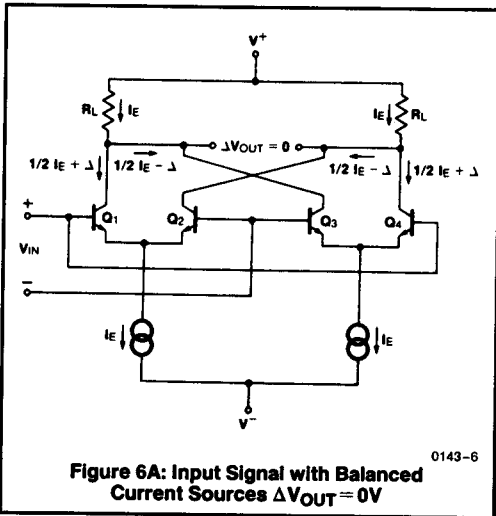 V+
RL
IE
IE
RL
ΔVOUT = 0
1/2 IE + Δ
1/2 IE − Δ
1/2 IE − Δ
1/2 IE + Δ
+
Q1
Q2
Q3
Q4
VIN
−
IE
IE
V−
0143-6
Figure 6A: Input Signal with Balanced
Current Sources ΔVOUT = 0V